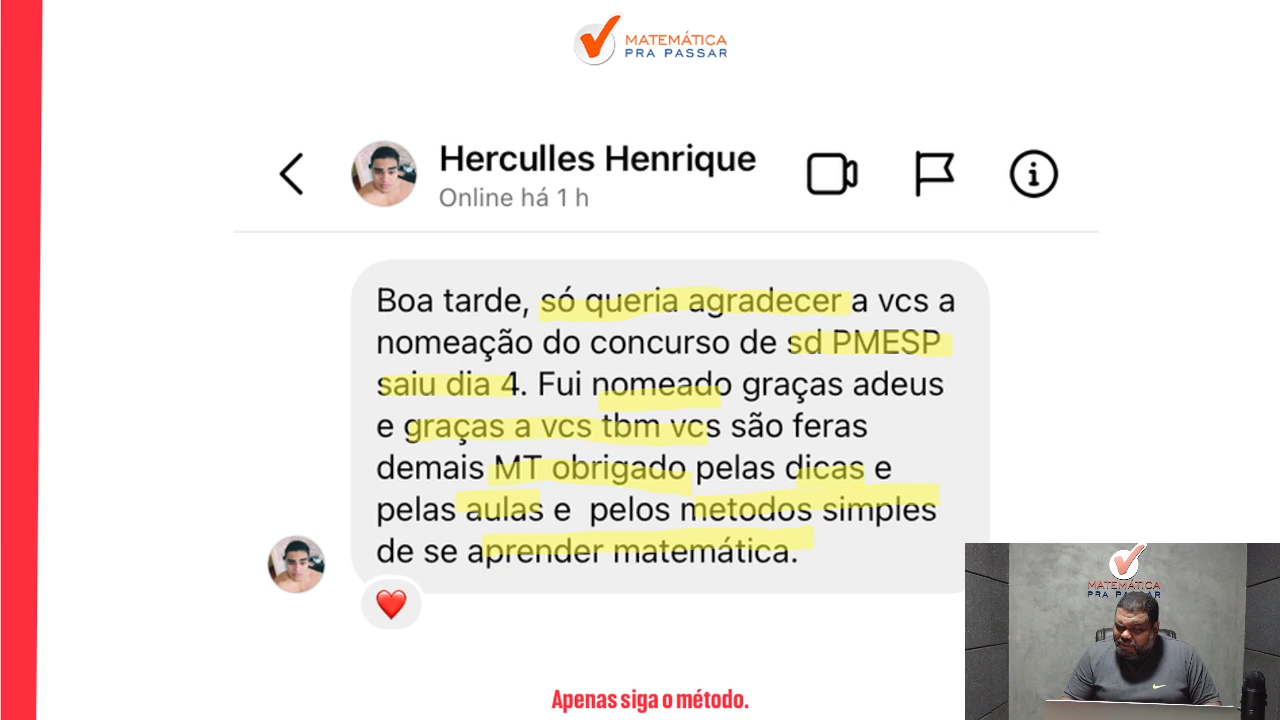 MATEMÁTICA
PRA PASSAR
Herculles Henrique
Online há 1 h
Boa tarde, só queria agradecer a vcs a
nomeação do concurso de sd PMESP
saiu dia 4. Fui nomeado graças adeus
e graças a vcs tbm vcs são feras
demais MT obrigado pelas dicas e
pelas aulas e pelos metodos simples
de se aprender matemática.
MATEMÁTICA
PRA PASSAR
Apenas siga o método.